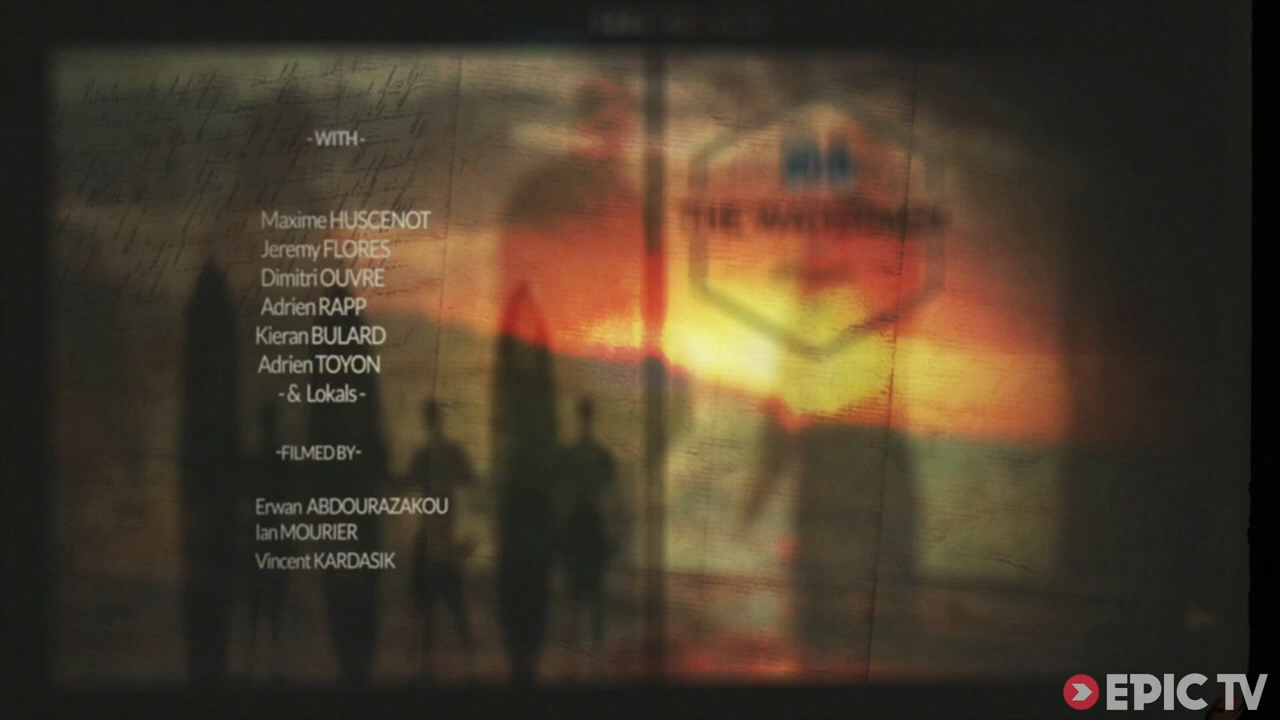 -WITH-
Maxime HUSCENOT
Jeremy FLORES
Dimitri OUVRE
Adrien RAPP
Kieran BULARD
Adrien TOYON
-& Lokals-
-FILMED BY-
Erwan ABDOURAZAKOU
Ian MOURIER
Vincent KARDASIK
EPIC TV